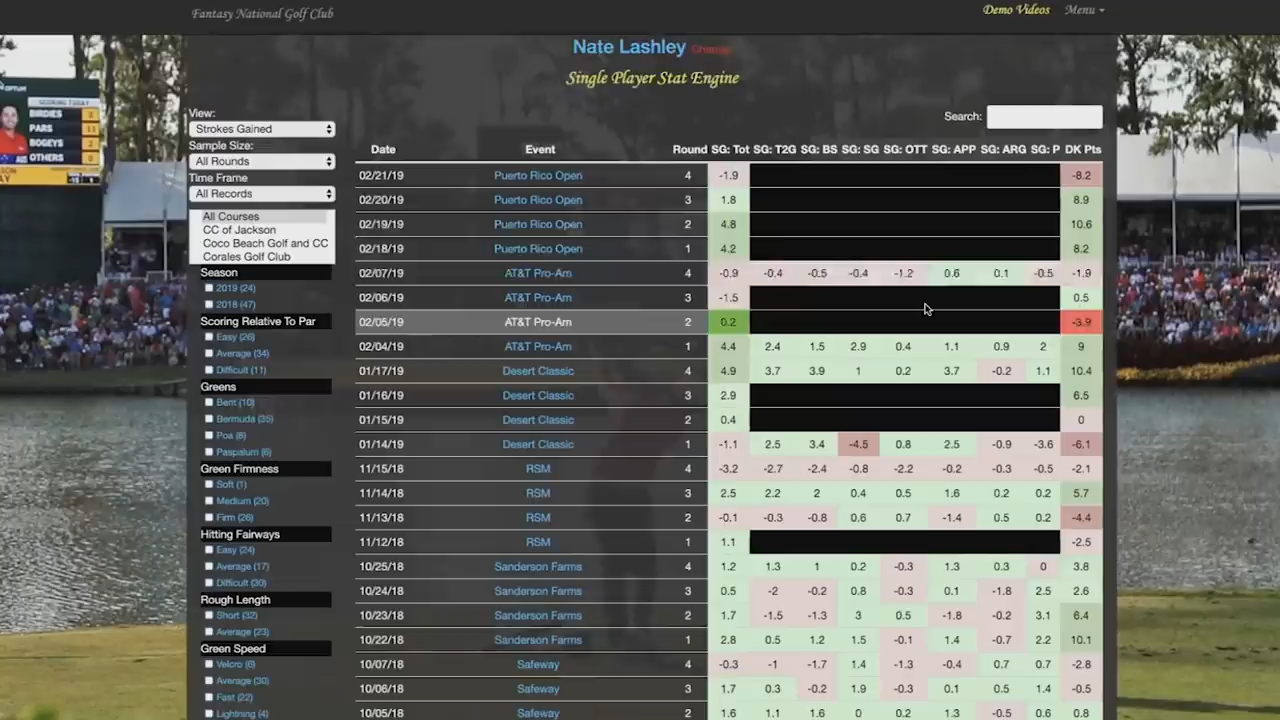 Fantasy National Golf Club
Demo Videos Menu
Nate Lashley Change
Single Player Stat Engine
View:
Strokes Gained
Sample Size:
All Rounds
Time Frame
All Records
All Courses
CC of Jackson
Coco Beach Golf and CC
Corales Golf Club
Season
2019 (24)
2018 (47)
Scoring Relative To Par
Easy (26)
Average (34)
Difficult (11)
Greens
Bent (10)
Bermuda (35)
Poa (8)
Paspalum (6)
Green Firmness
Soft (1)
Medium (20)
Firm (26)
Hitting Fairways
Easy (24)
Average (17)
Difficult (30)
Rough Length
Short (32)
Average (23)
Green Speed
Velcro (6)
Average (30)
Fast (22)
Lightning (4)
Search:
Date Event Round SG: Tot SG: T2G SG: BS SG: SG SG: OTT SG: APP SG: ARG SG: P DK Pts
02/21/19 Puerto Rico Open 4 -1.9 -8.2
02/20/19 Puerto Rico Open 3 1.8 8.9
02/19/19 Puerto Rico Open 2 4.8 10.6
02/18/19 Puerto Rico Open 1 4.2 8.2
02/07/19 AT&T Pro-Am 4 -0.9 -0.4 -0.5 -0.4 -1.2 0.6 0.1 -0.5 -1.9
02/06/19 AT&T Pro-Am 3 -1.5 0.5
02/05/19 AT&T Pro-Am 2 0.2 -3.9
02/04/19 AT&T Pro-Am 1 4.4 2.4 1.5 2.9 0.4 1.1 0.9 2 9
01/17/19 Desert Classic 4 4.9 3.7 3.9 1 0.2 3.7 -0.2 1.1 10.4
01/16/19 Desert Classic 3 2.9 6.5
01/15/19 Desert Classic 2 0.4 0
01/14/19 Desert Classic 1 -1.1 2.5 3.4 -4.5 0.8 2.5 -0.9 -3.6 -6.1
11/15/18 RSM 4 -3.2 -2.7 -2.4 -0.8 -2.2 -0.2 -0.3 -0.5 -2.1
11/14/18 RSM 3 2.5 2.2 2 0.4 0.5 1.6 0.2 0.2 5.7
11/13/18 RSM 2 -0.1 -0.3 -0.8 0.6 0.7 -1.4 0.5 0.2 -4.4
11/12/18 RSM 1 1.1 -2.5
10/25/18 Sanderson Farms 4 1.2 1.3 1 0.2 -0.3 1.3 0.3 0 3.8
10/24/18 Sanderson Farms 3 0.5 -2 -0.2 0.8 -0.3 0.1 -1.8 2.5 2.6
10/23/18 Sanderson Farms 2 1.7 -1.5 -1.3 3 0.5 -1.8 -0.2 3.1 6.4
10/22/18 Sanderson Farms 1 2.8 0.5 1.2 1.5 -0.1 1.4 -0.7 2.2 10.1
10/07/18 Safeway 4 -0.3 -1 -1.7 1.4 -1.3 -0.4 0.7 0.7 -2.8
10/06/18 Safeway 3 1.7 0.3 -0.2 1.9 -0.3 0.1 0.5 1.4 -0.5
10/05/18 Safeway 2 1.6 1.1 1.6 0 0.2 1.3 -0.5 0.6 0.8
OPTUM
SCORING TODAY
BIRDIES
PARS
BOGEYS
OTHERS 0